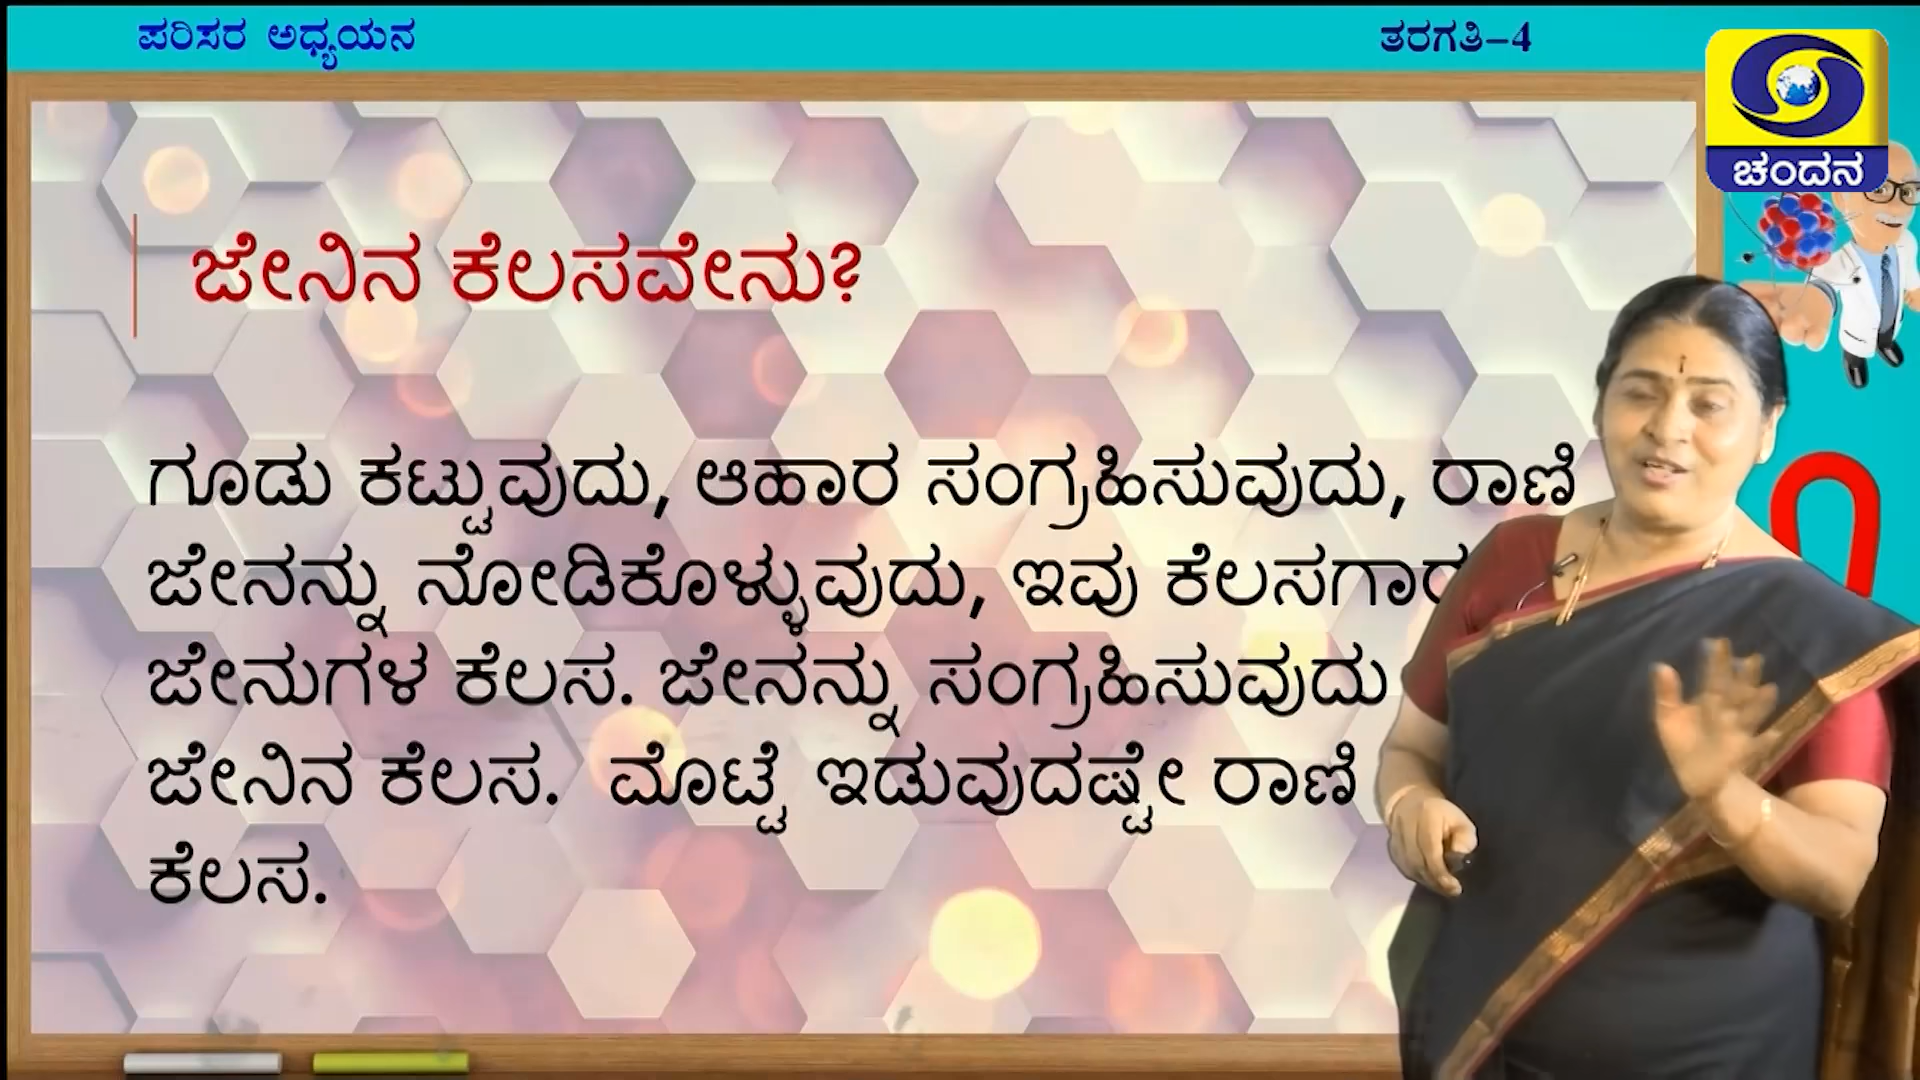 ಪರಿಸರ ಅಧ್ಯಯನ
ತರಗತಿ–4
ಚಂದನ
ಜೇನಿನ ಕೆಲಸವೇನು?
ಗೂಡು ಕಟ್ಟುವುದು, ಆಹಾರ ಸಂಗ್ರಹಿಸುವುದು, ರಾಣಿ
ಜೇನನ್ನು ನೋಡಿಕೊಳ್ಳುವುದು, ಇವು
ಜೇನುಗಳ ಕೆಲಸ. ಜೇನನ್ನು ಸಂಗ್ರಹಿಸುವುದು
ಜೇನಿನ ಕೆಲಸ. ಮೊಟ್ಟೆ ಇಡುವುದಷ್ಟೇ ರಾಣಿ
ಕೆಲಸ.